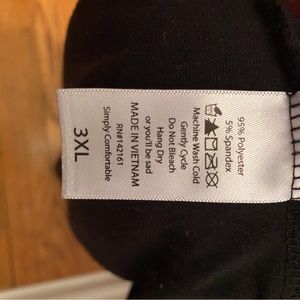 95% Polyester
5% Spandex
Machine Wash Cold
Gently Cycle
Do Not Bleach
Hang Dry
or you'll be sad
MADE IN VIETNAM
RN#142161
Simply Comfortable
3XL